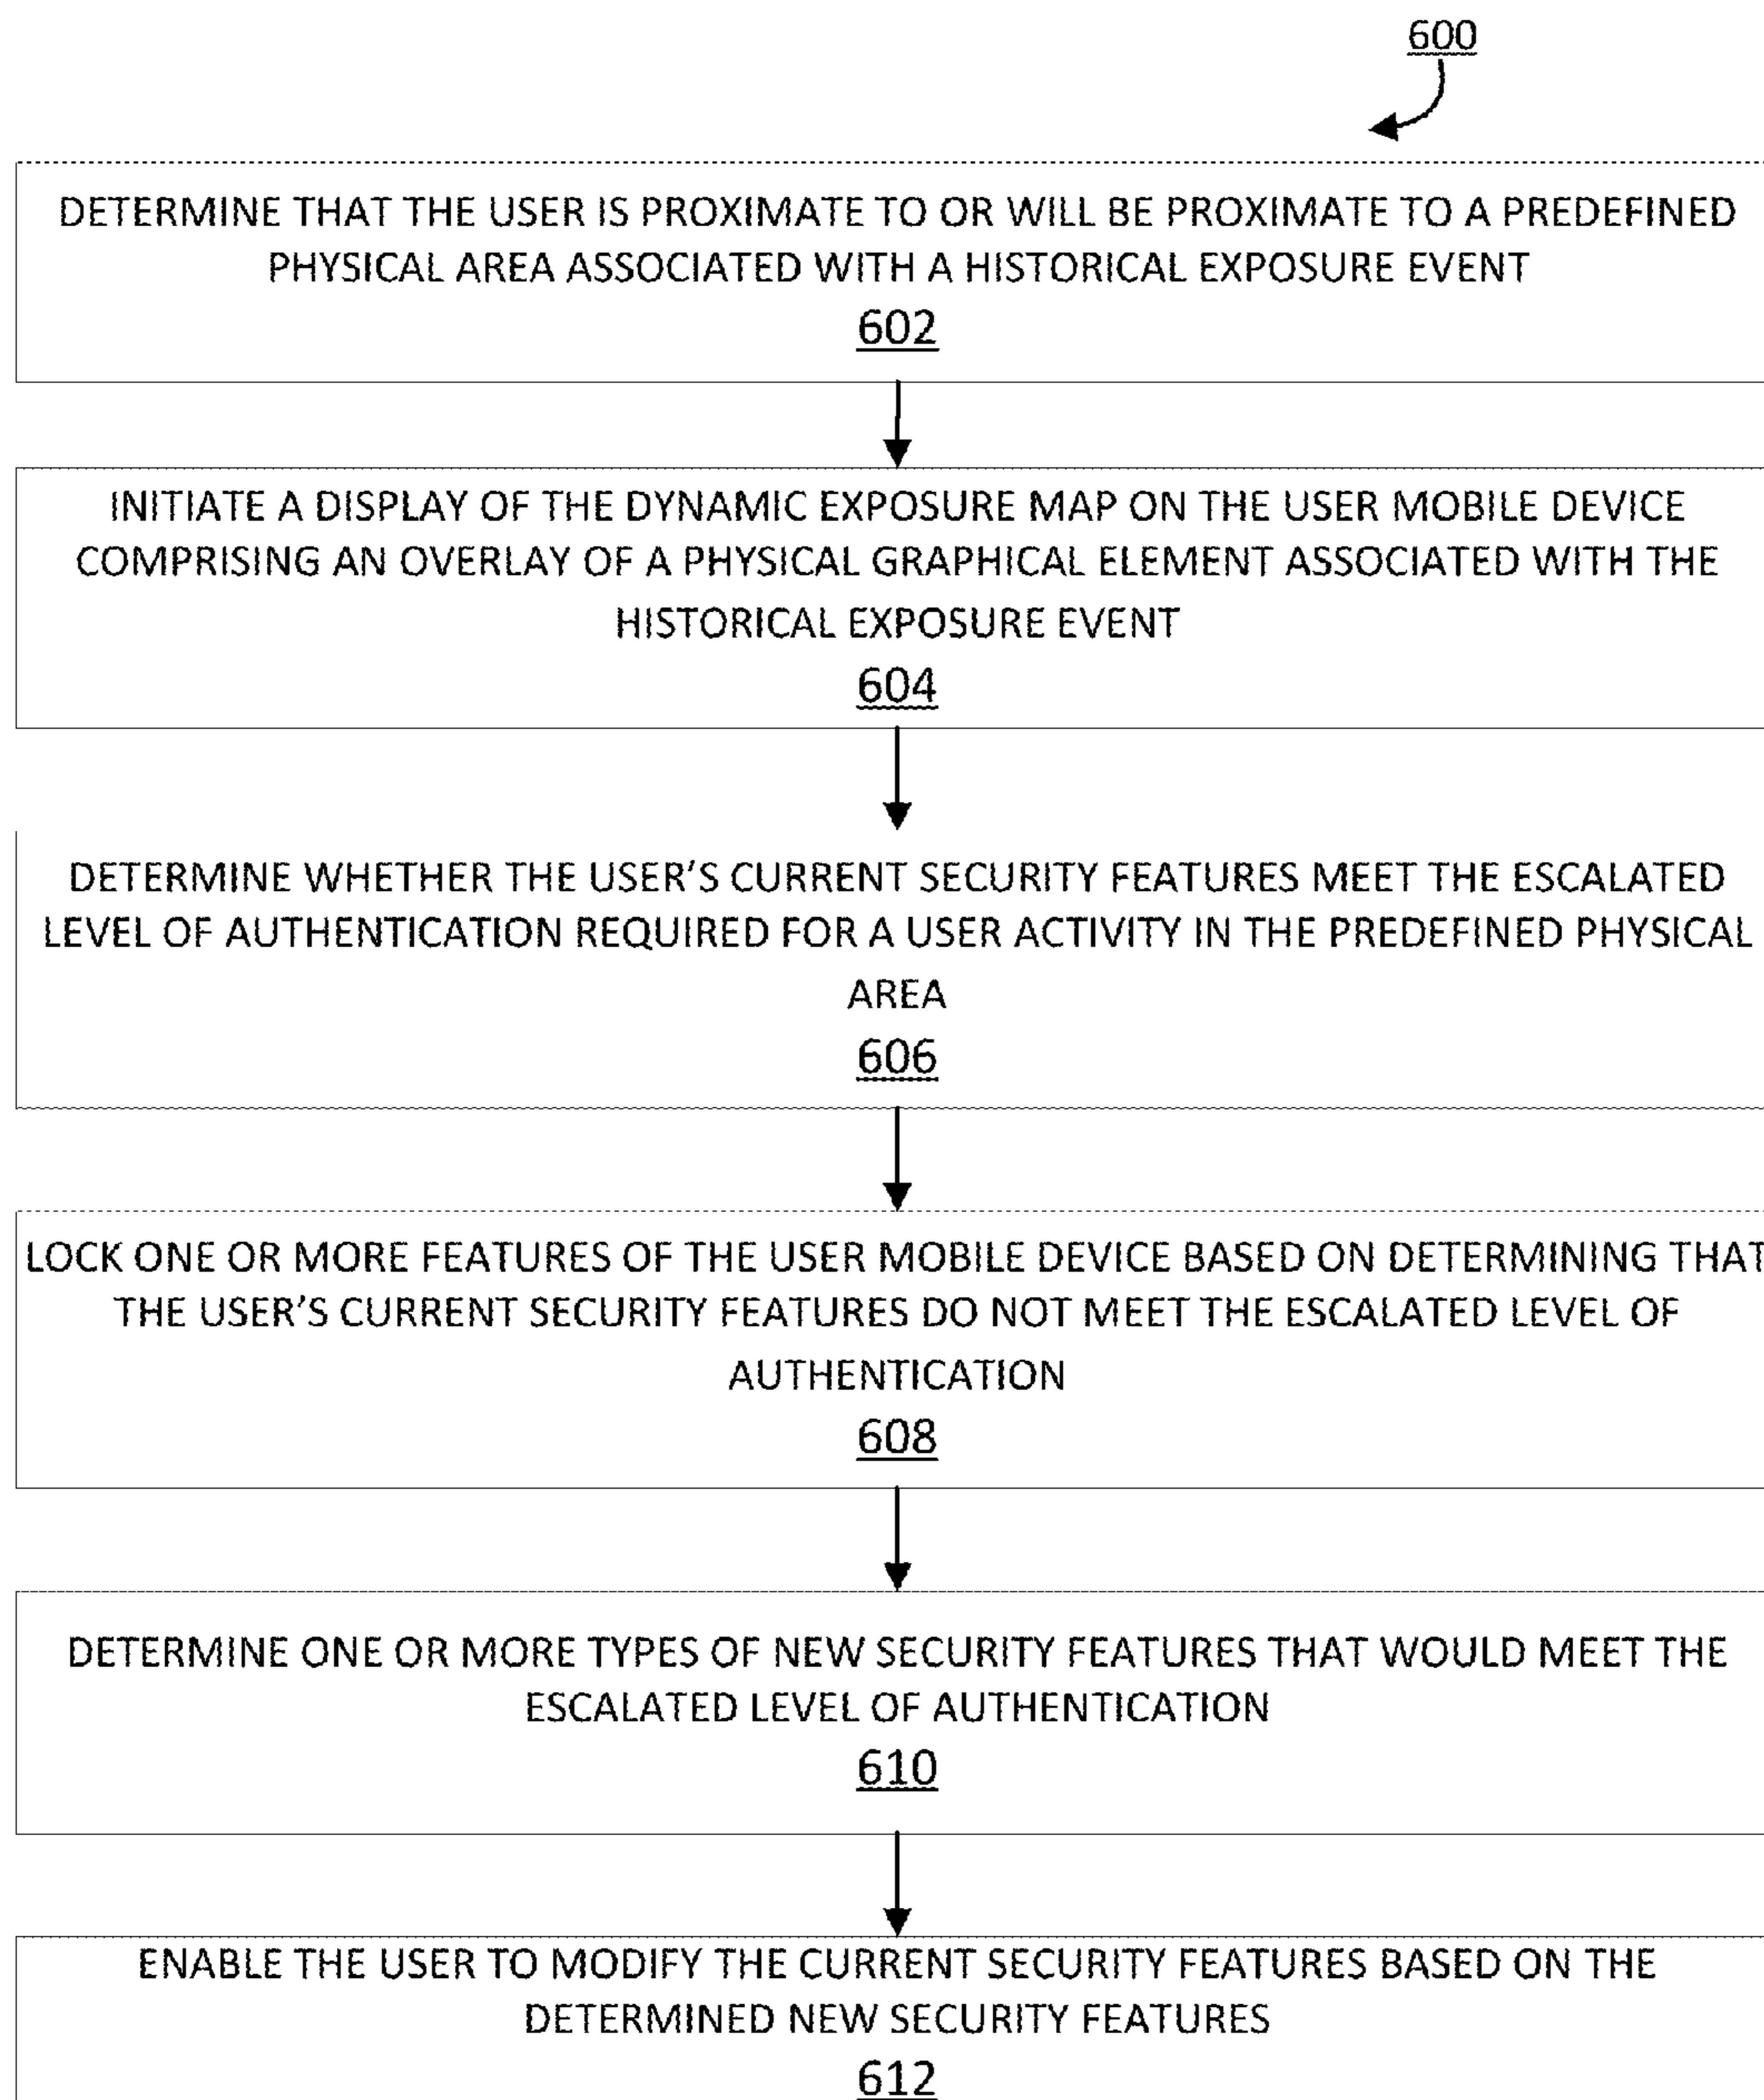 600
DETERMINE THAT THE USER IS PROXIMATE TO OR WILL BE PROXIMATE TO A PREDEFINED
PHYSICAL AREA ASSOCIATED WITH A HISTORICAL EXPOSURE EVENT
602
INITIATE A DISPLAY OF THE DYNAMIC EXPOSURE MAP ON THE USER MOBILE DEVICE
COMPRISING AN OVERLAY OF A PHYSICAL GRAPHICAL ELEMENT ASSOCIATED WITH THE
HISTORICAL EXPOSURE EVENT
604
DETERMINE WHETHER THE USER'S CURRENT SECURITY FEATURES MEET THE ESCALATED
LEVEL OF AUTHENTICATION REQUIRED FOR A USER ACTIVITY IN THE PREDEFINED PHYSICAL
AREA
606
LOCK ONE OR MORE FEATURES OF THE USER MOBILE DEVICE BASED ON DETERMINING THAT
THE USER'S CURRENT SECURITY FEATURES DO NOT MEET THE ESCALATED LEVEL OF
AUTHENTICATION
608
DETERMINE ONE OR MORE TYPES OF NEW SECURITY FEATURES THAT WOULD MEET THE
ESCALATED LEVEL OF AUTHENTICATION
610
ENABLE THE USER TO MODIFY THE CURRENT SECURITY FEATURES BASED ON THE
DETERMINED NEW SECURITY FEATURES
612